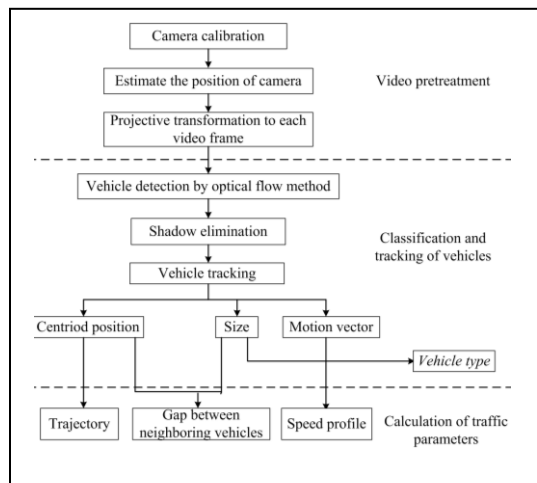 Camera calibration
Estimate the position of camera
Video pretreatment
Projective transformation to each
video frame
Vehicle detection by optical flow method
Shadow elimination
Classification and
tracking of vehicles
Vehicle tracking
Centriod position
Size
Motion vector
Vehicle type
Trajectory
Gap between
neighboring vehicles
Speed profile
Calculation of traffic
parameters